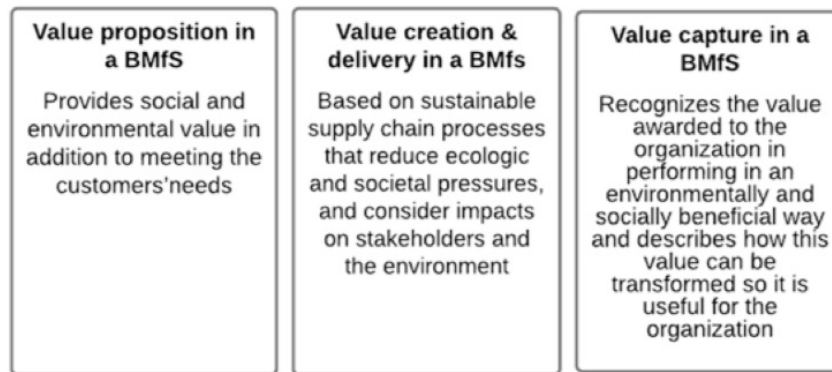 Value proposition in
a BMfS
Provides social and
environmental value in
addition to meeting the
customers'needs
Value creation &
delivery in a BMfs
Based on sustainable
supply chain processes
that reduce ecologic
and societal pressures,
and consider impacts
on stakeholders and
the environment
Value capture in a
BMfS
Recognizes the value
awarded to the
organization in
performing in an
environmentally and
socially beneficial way
and describes how this
value can be
transformed so it is
useful for the
organization